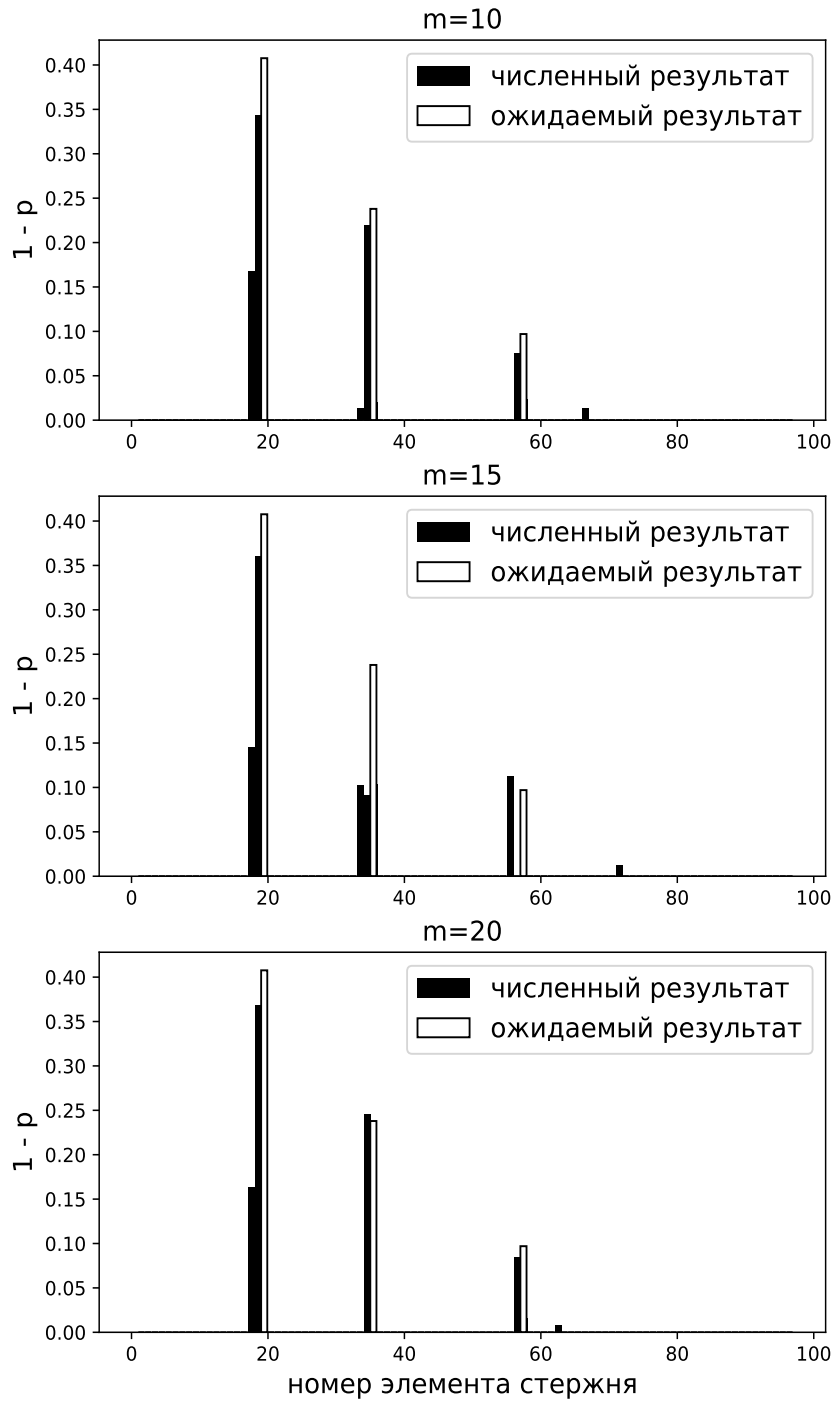 m=10
0.40
0.35
0.30
0.25
0.20
0.15
0.10
0.05
0.00
1 - p
численный результат
ожидаемый результат
0 20 40 60 80 100
m=15
0.40
0.35
0.30
0.25
0.20
0.15
0.10
0.05
0.00
1 - p
численный результат
ожидаемый результат
0 20 40 60 80 100
m=20
0.40
0.35
0.30
0.25
0.20
0.15
0.10
0.05
0.00
1 - p
численный результат
ожидаемый результат
0 20 40 60 80 100
номер элемента стержня